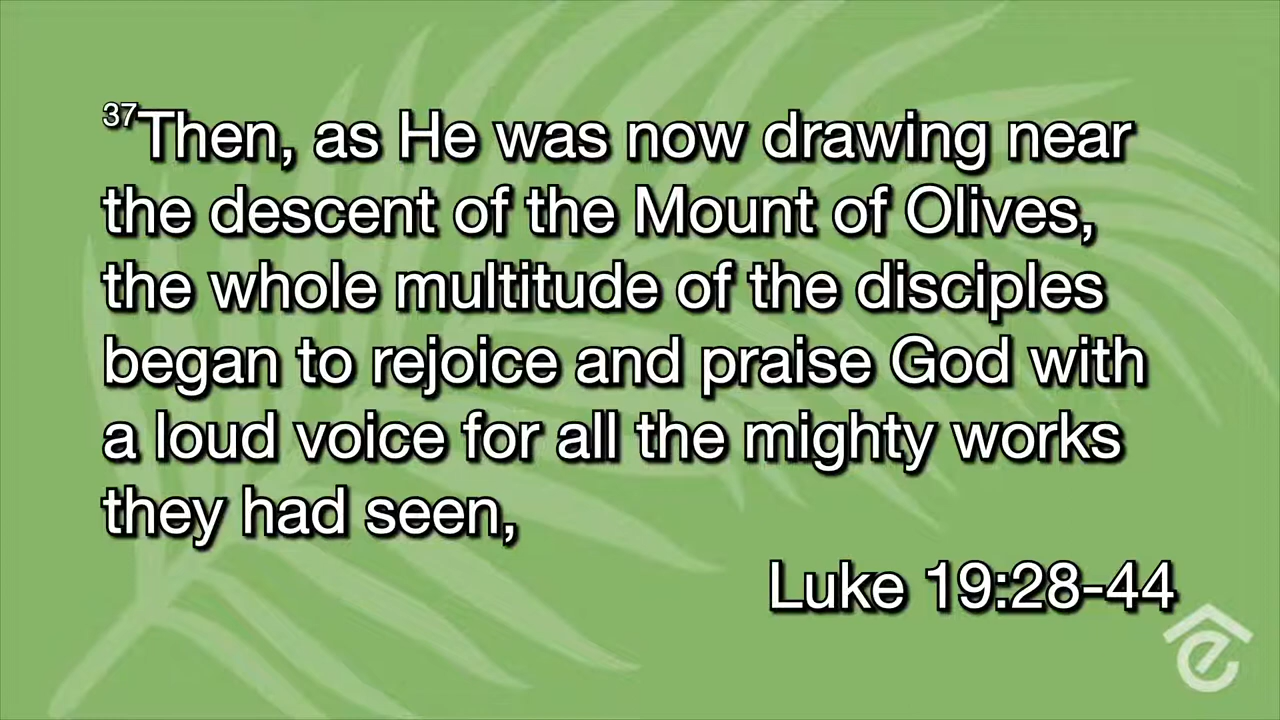 37Then, as He was now drawing near
the descent of the Mount of Olives,
the whole multitude of the disciples
began to rejoice and praise God with
a loud voice for all the mighty works
they had seen,
Luke 19:28-44
e